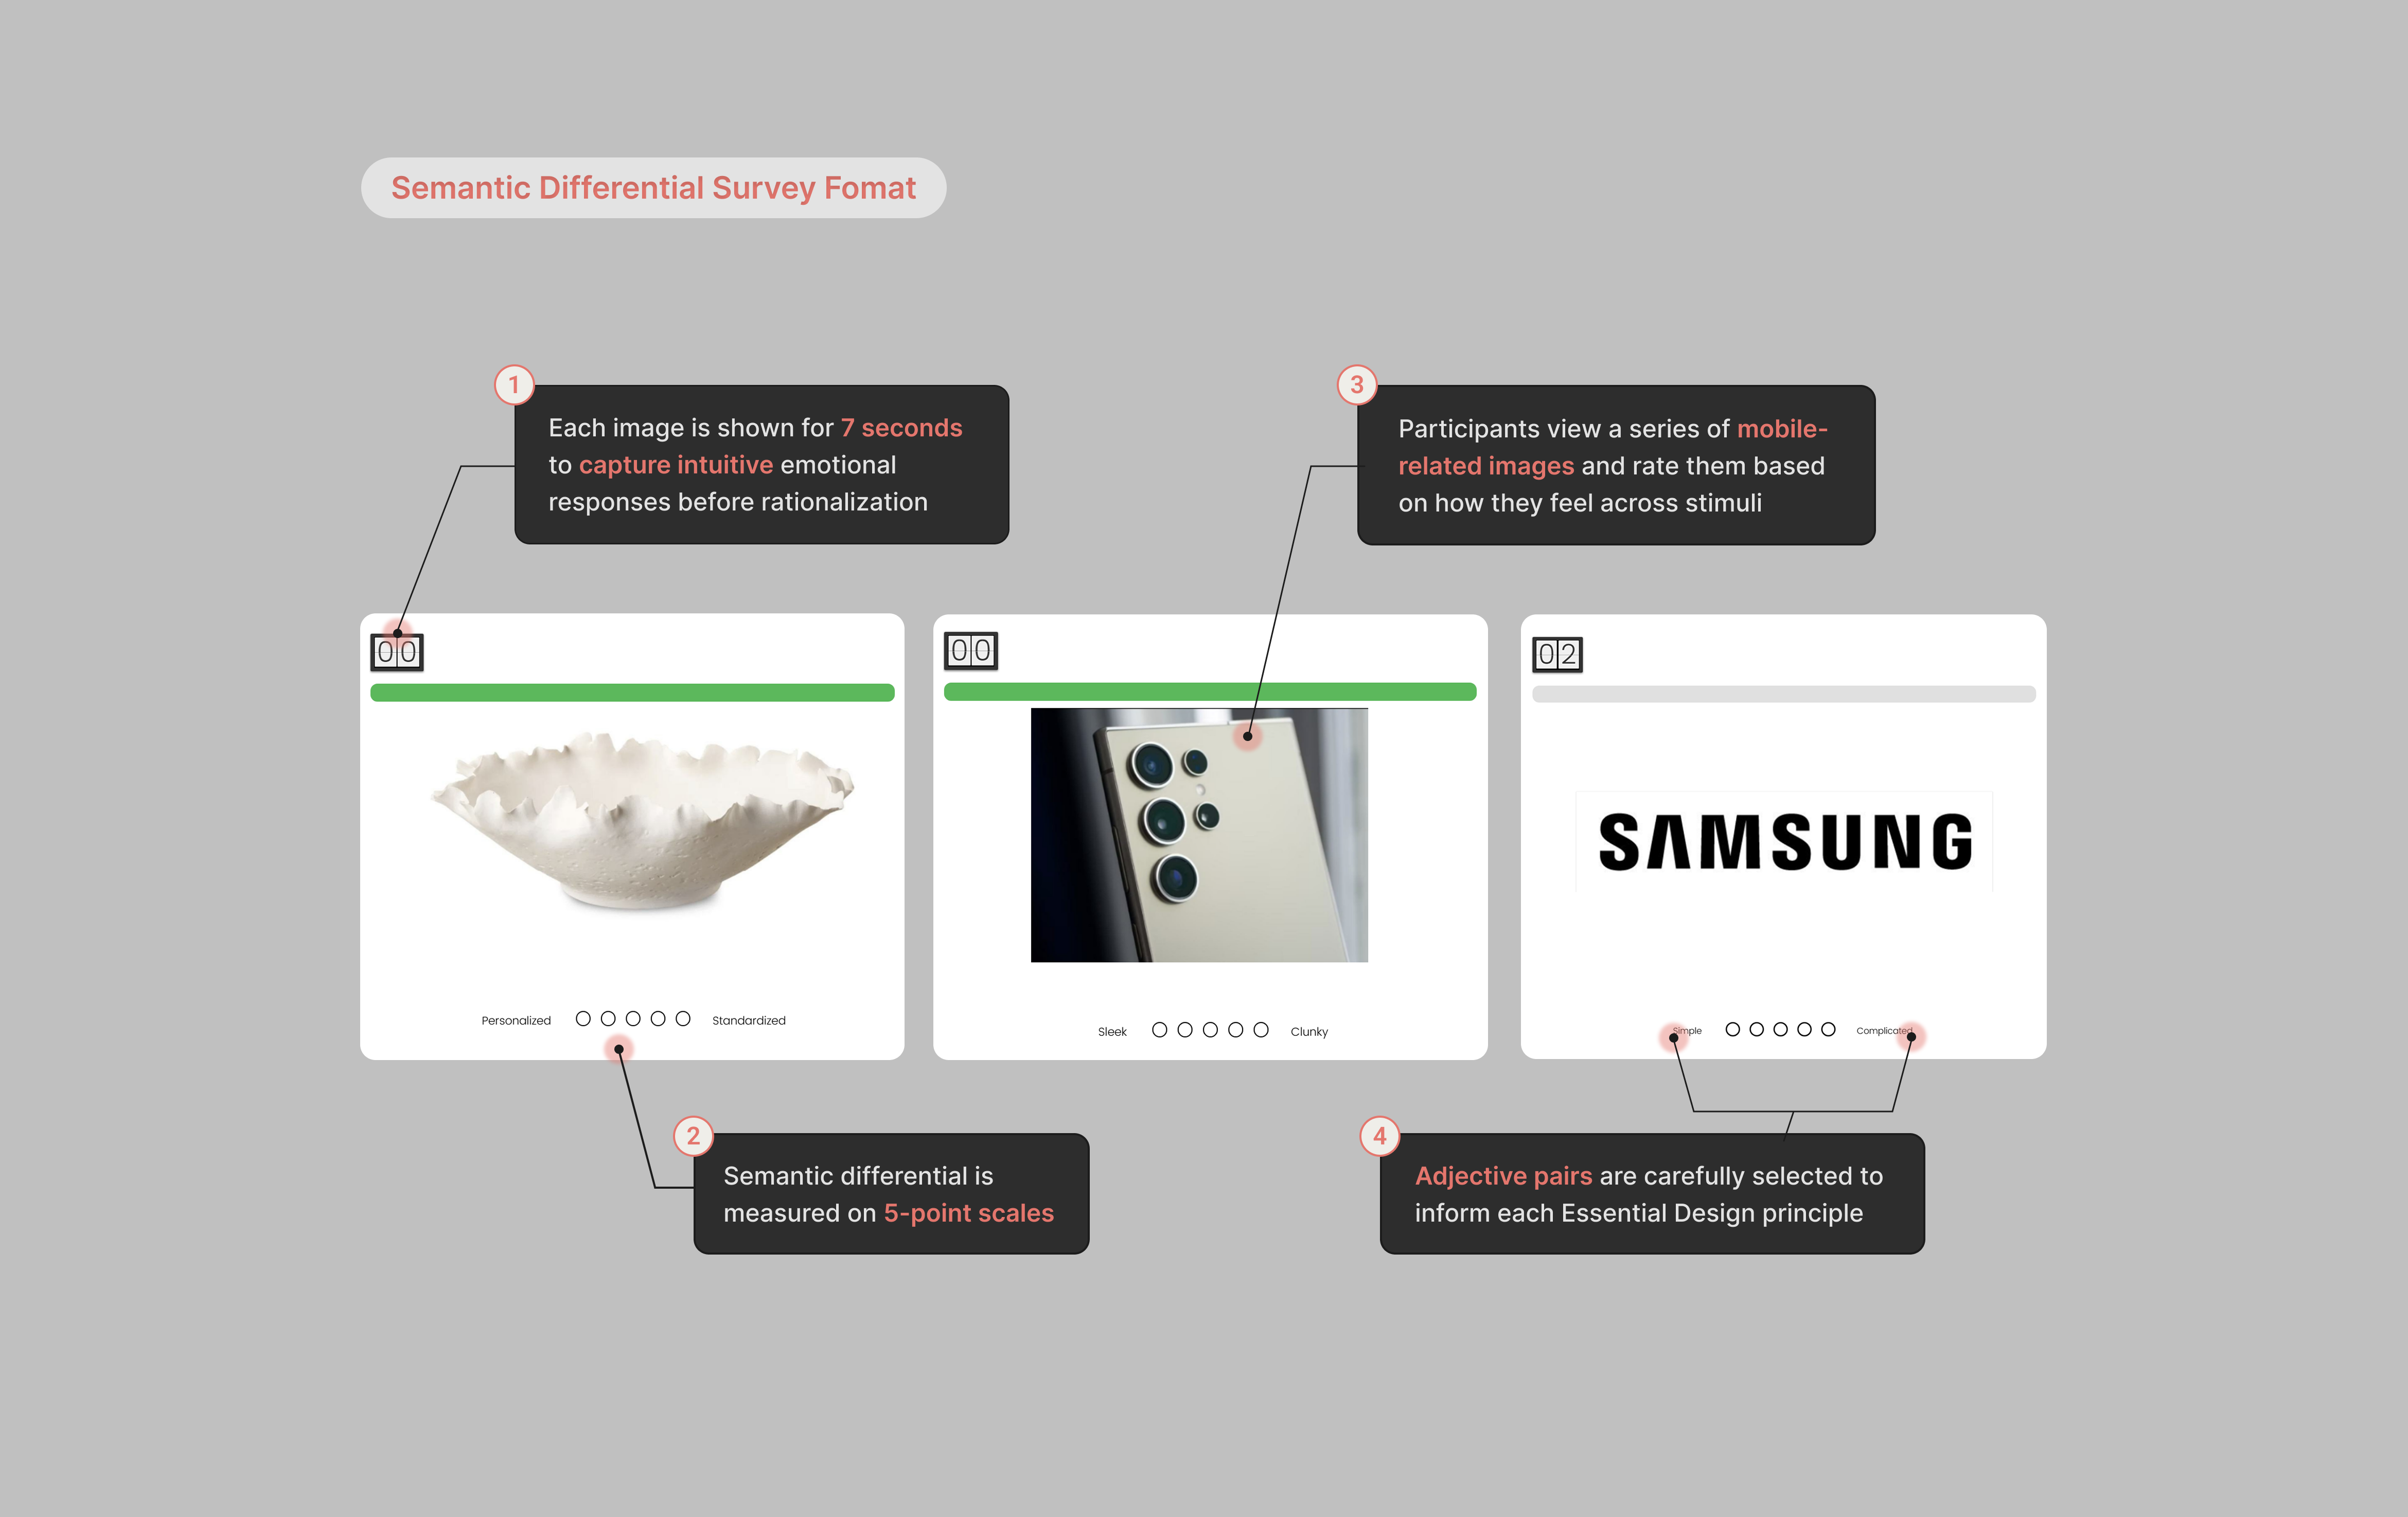 Semantic Differential Survey Fomat
1
Each image is shown for 7 seconds
to capture intuitive emotional
responses before rationalization
3
Participants view a series of mobile-
related images and rate them based
on how they feel across stimuli
00
00
02
SAMSUNG
Personalized
Standardized
Sleek
Clunky
Simple
Complicated
2
Semantic differential is
measured on 5-point scales
4
Adjective pairs are carefully selected to
inform each Essential Design principle